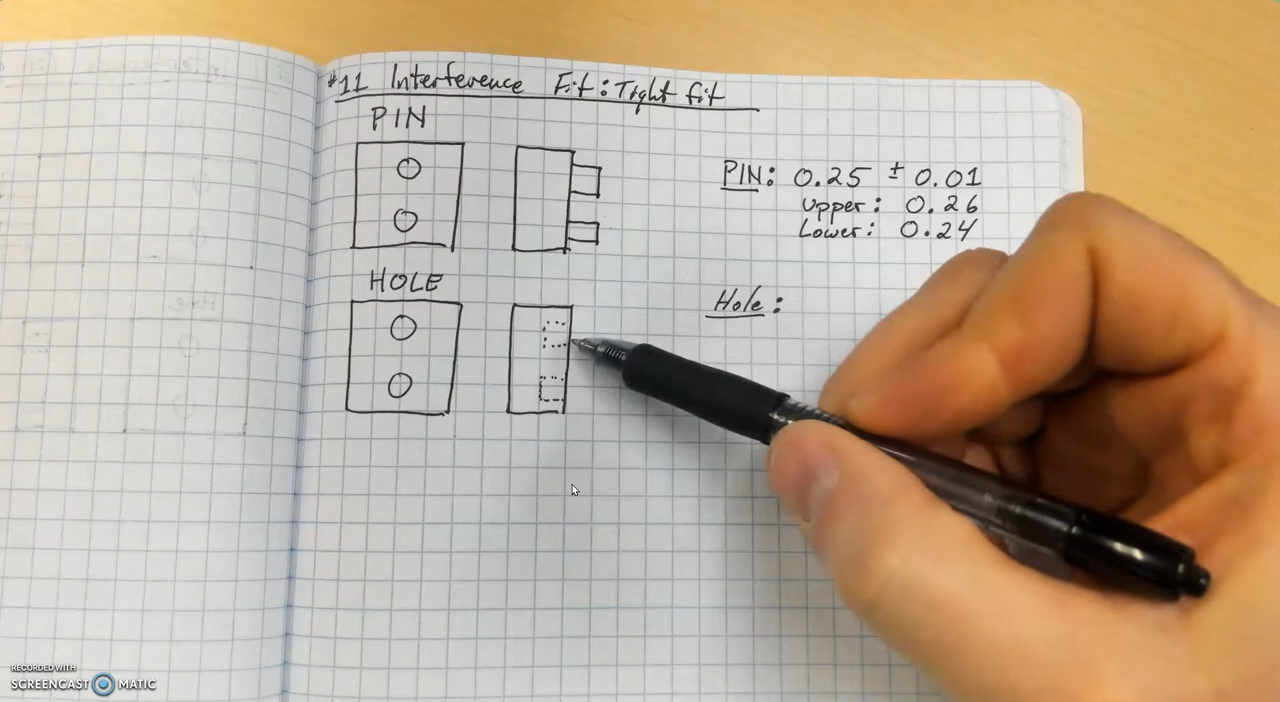 #11 Interference Fit: Tight fit
PIN
PIN: 0.25 ± 0.01
Upper: 0.26
Lower: 0.24
HOLE
Hole:
RECORDED WITH
SCREENCAST MATIC